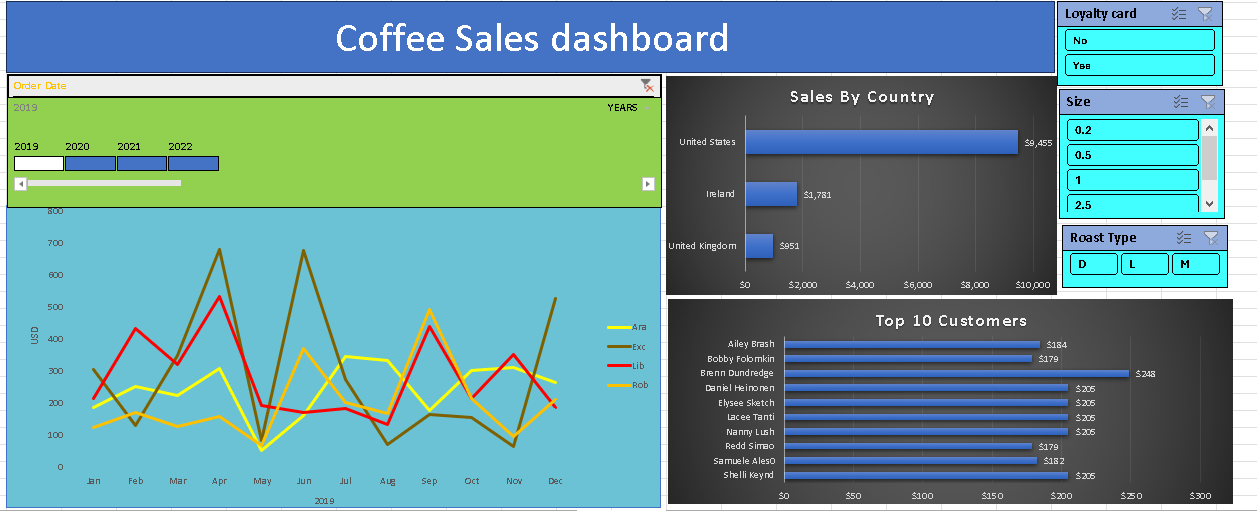 Coffee Sales dashboard
Loyalty card
No
Yes
Order Date
2019
YEARS
2019 2020 2021 2022
Size
0.2
0.5
1
2.5
Roast Type
D L M
Sales By Country
United States $9,455
Ireland $1,781
United Kingdom $951
$0 $2,000 $4,000 $6,000 $8,000 $10,000
800
700
600
500
400
300
200
100
0
USD
Jan Feb Mar Apr May Jun Jul Aug Sep Oct Nov Dec
2019
Ara
Exc
Lib
Rob
Top 10 Customers
Ailey Brash $184
Bobby Folomkin $179
Brenn Dundredge $248
Daniel Heinonen $205
Elysee Sketch $205
Lacee Tanti $205
Nanny Lush $205
Redd Simao $179
Samuele Ales0 $182
Shelli Keynd $205
$0 $50 $100 $150 $200 $250 $300